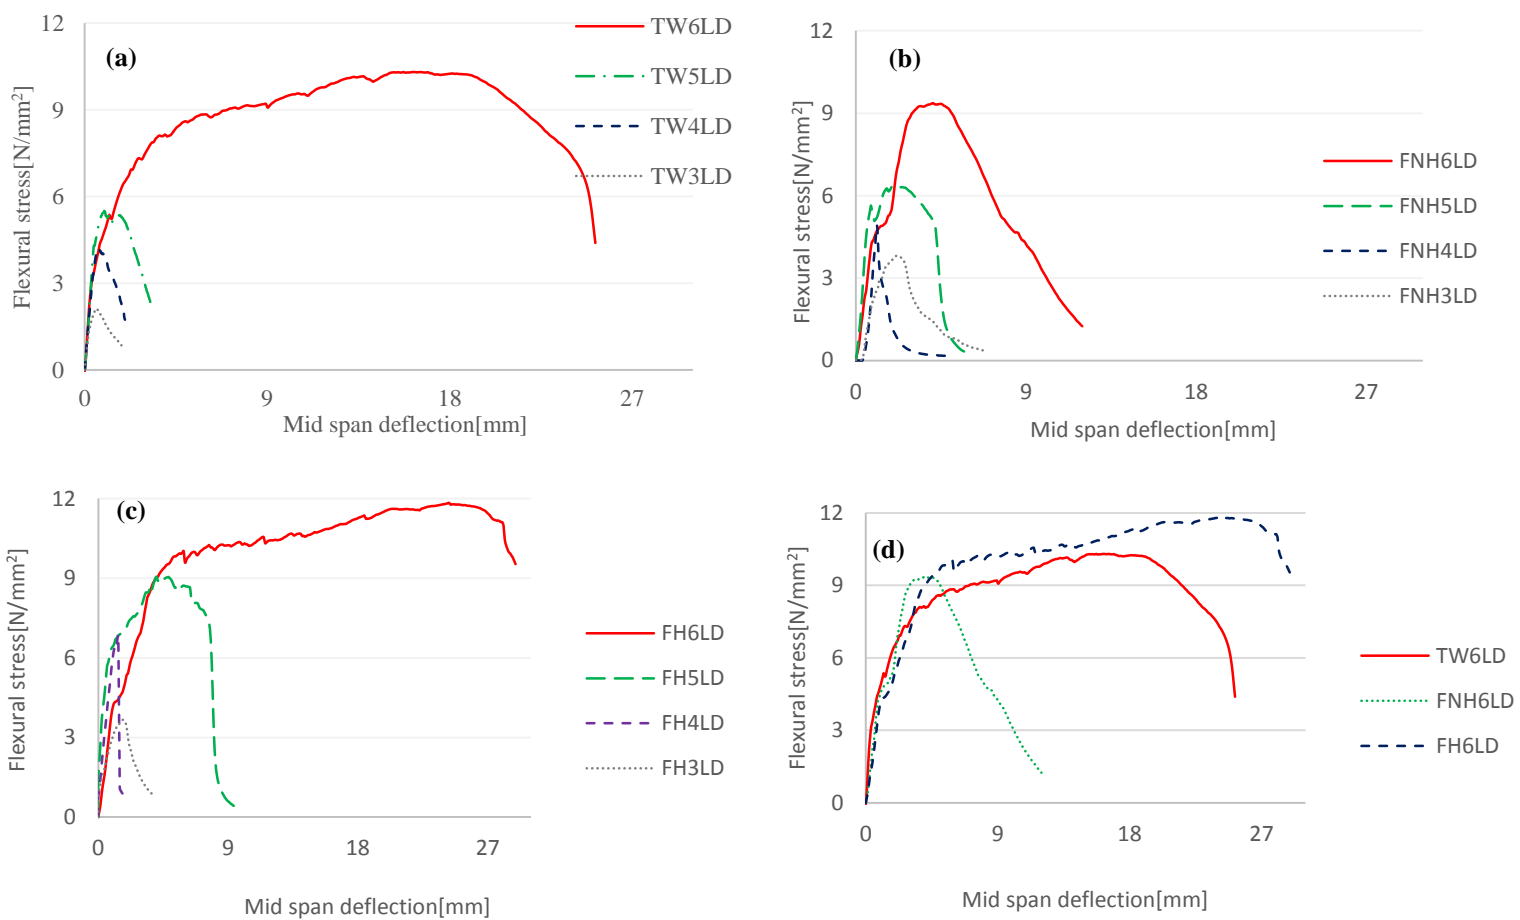 (a)
12
9
6
3
0
Flexural stress[N/mm²]
0 9 18 27
Mid span deflection[mm]
TW6LD
TW5LD
TW4LD
TW3LD
(b)
12
9
6
3
0
Flexural stress[N/mm²]
0 9 18 27
Mid span deflection[mm]
FNH6LD
FNH5LD
FNH4LD
FNH3LD
(c)
12
9
6
3
0
Flexural stress[N/mm²]
0 9 18 27
Mid span deflection[mm]
FH6LD
FH5LD
FH4LD
FH3LD
(d)
12
9
6
3
0
Flexural stress[N/mm²]
0 9 18 27
Mid span deflection[mm]
TW6LD
FNH6LD
FH6LD